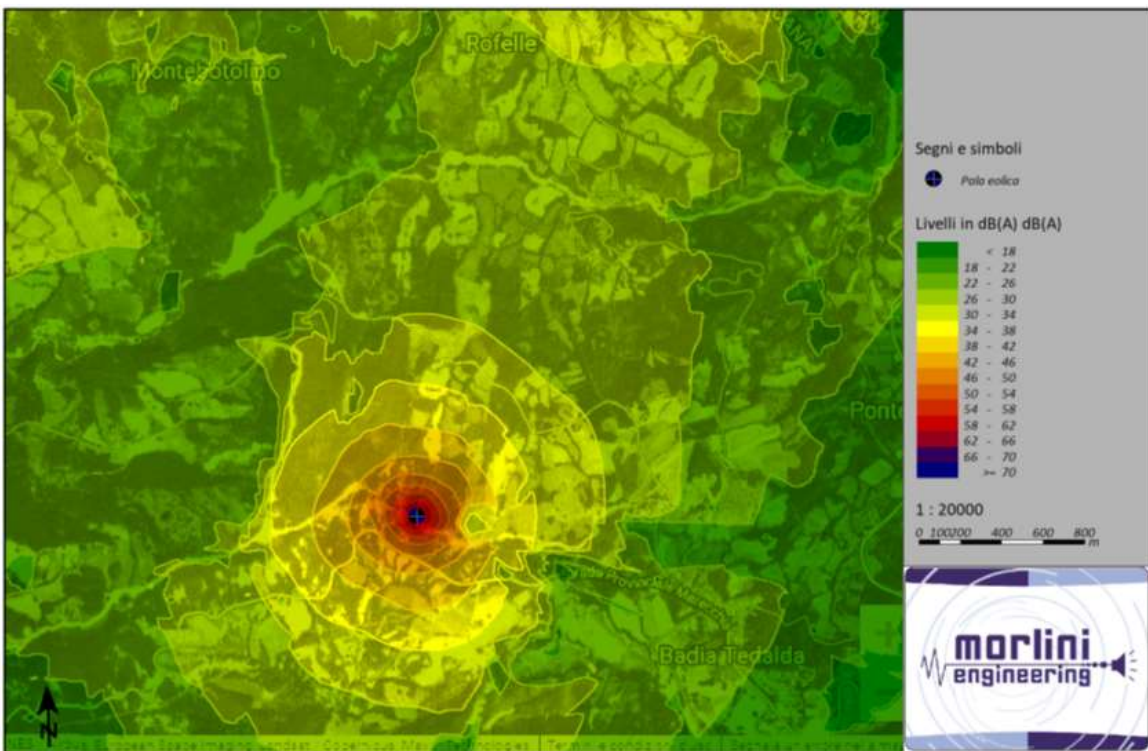 Rofelle
Montebotolino
Ponte
Badia Tedalda
N
Segni e simboli
Pala eolica
Livelli in dB(A) dB(A)
< 18
18 - 22
22 - 26
26 - 30
30 - 34
34 - 38
38 - 42
42 - 46
46 - 50
50 - 54
54 - 58
58 - 62
62 - 66
66 - 70
>= 70
1 : 20000
0 100200 400 600 800
m
morlini
engineering